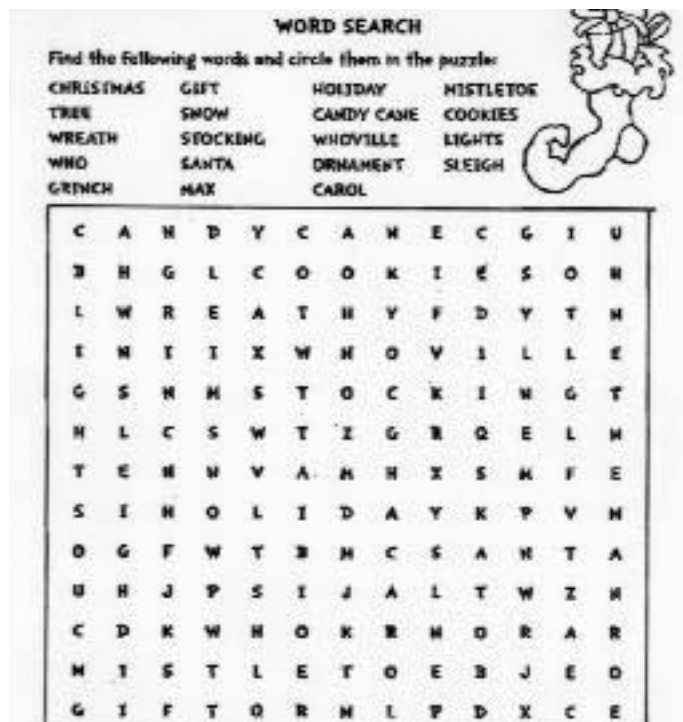 WORD SEARCH
Find the following words and circle them in the puzzle:
CHRISTMAS GIFT HOLIDAY MISTLETOE
TREE SNOW CANDY CANE COOKIES
WREATH STOCKING WHOVILLE LIGHTS
WHO SANTA ORNAMENT SLEIGH
GRINCH MAX CAROL
C A N D Y C A N E C G I U
B H G L C O O K I E S O N
L W R E A T H Y F D Y T N
I N I I X W H O V I L L E
G S N M S T O C K I N G T
H L C S W T I G R Q E L N
T E H N V A M H X S M F E
S I H O L I D A Y K P V M
O G F W T B M C S A N T A
U H J P S I J A L T W Z N
C D K W H O K R M O R A R
M I S T L E T O E B J E O
G I F T Q R M L P D X C E